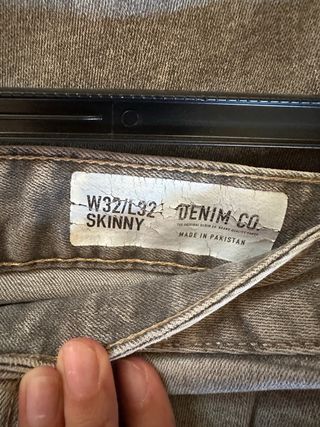 W32/L32
SKINNY
DENIM CO.
MADE IN PAKISTAN